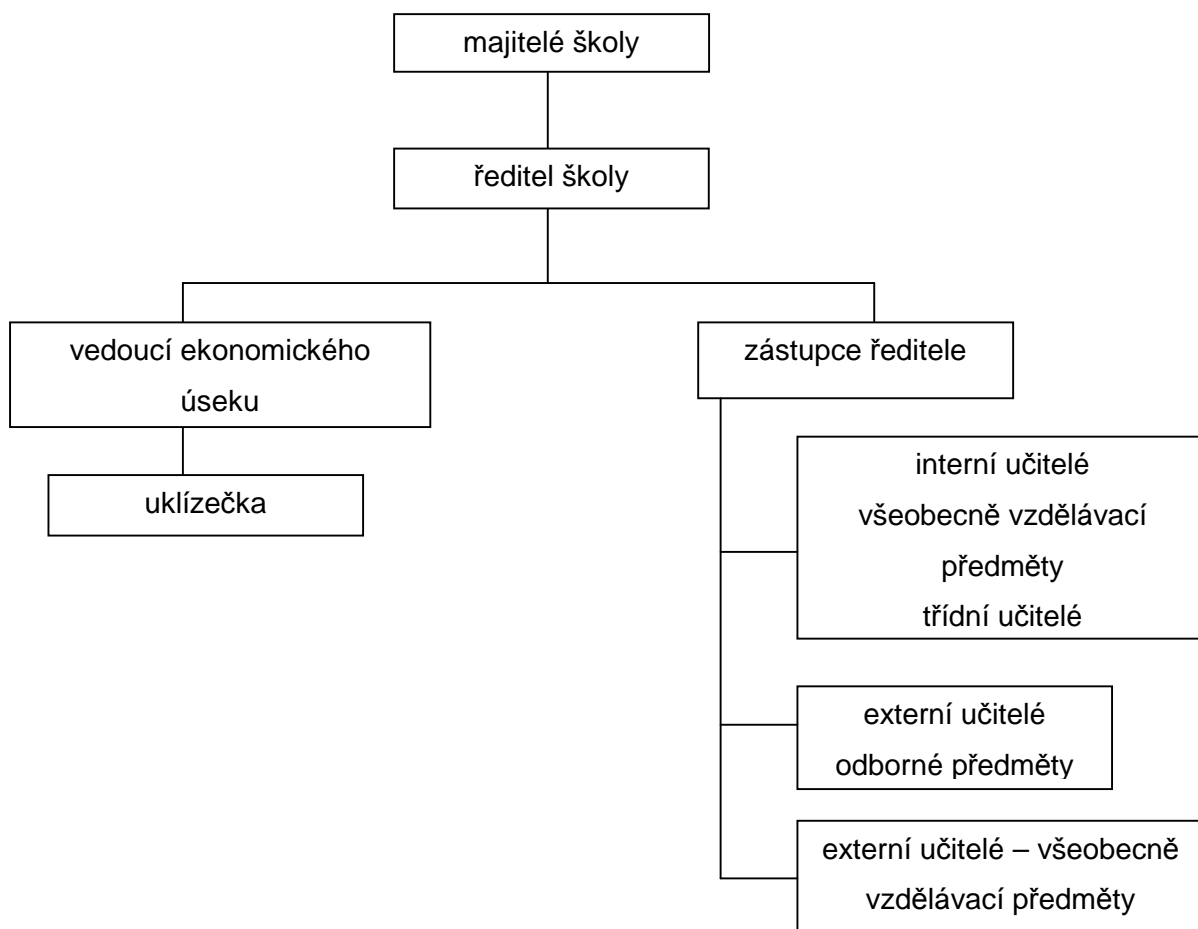 majitelé školy
ředitel školy
vedoucí ekonomického
úseku
uklízečka
zástupce ředitele
interní učitelé
všeobecně vzdělávací
předměty
třídní učitelé
externí učitelé
odborné předměty
externí učitelé – všeobecně
vzdělávací předměty